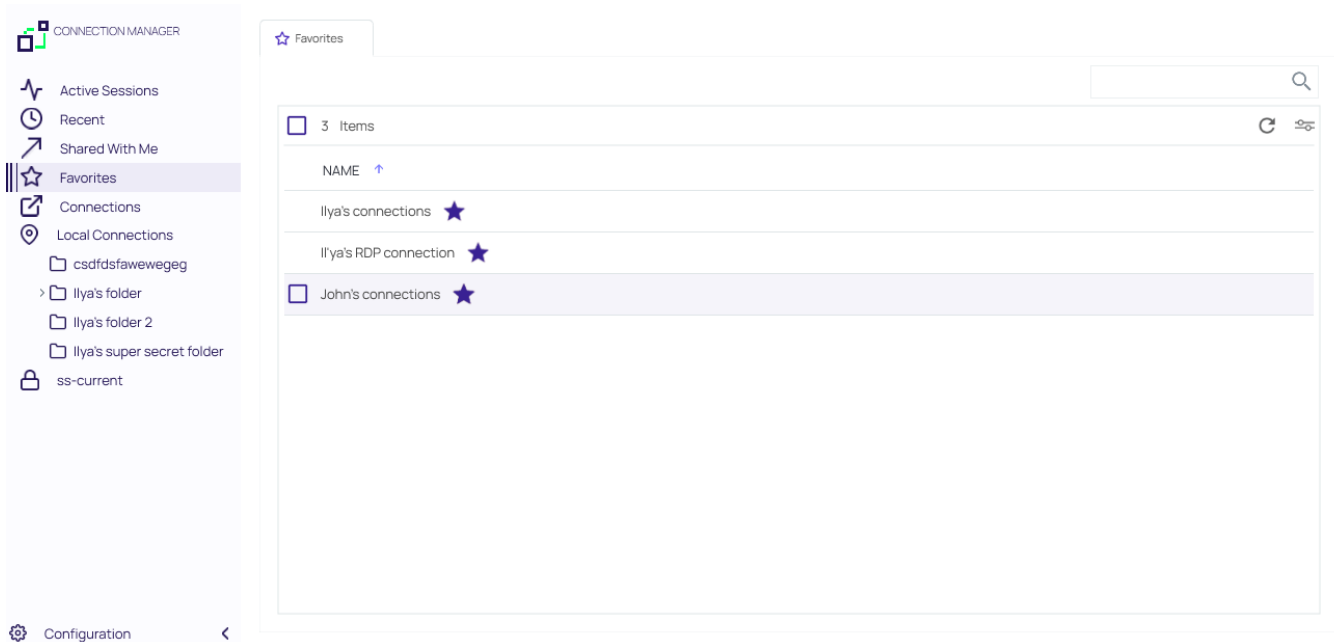 CONNECTION MANAGER
Active Sessions
Recent
Shared With Me
Favorites
Connections
Local Connections
csdfdsfawewegeg
Ilya's folder
Ilya's folder 2
Ilya's super secret folder
ss-current
Configuration
Favorites
3 Items
NAME
Ilya's connections
Il'ya's RDP connection
John's connections